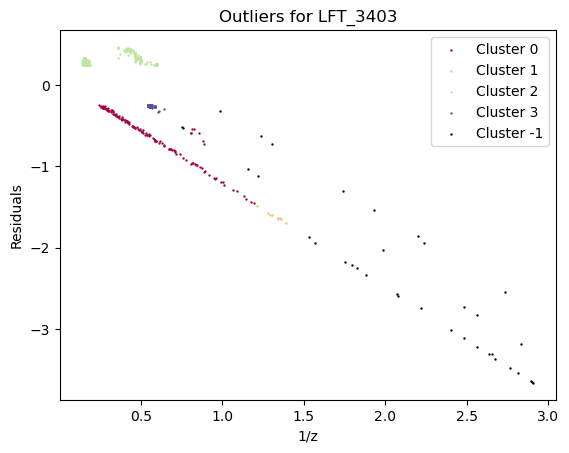 Outliers for LFT_3403
Cluster 0
Cluster 1
Cluster 2
Cluster 3
Cluster -1
Residuals
0
−1
−2
−3
0.5 1.0 1.5 2.0 2.5 3.0
1/z